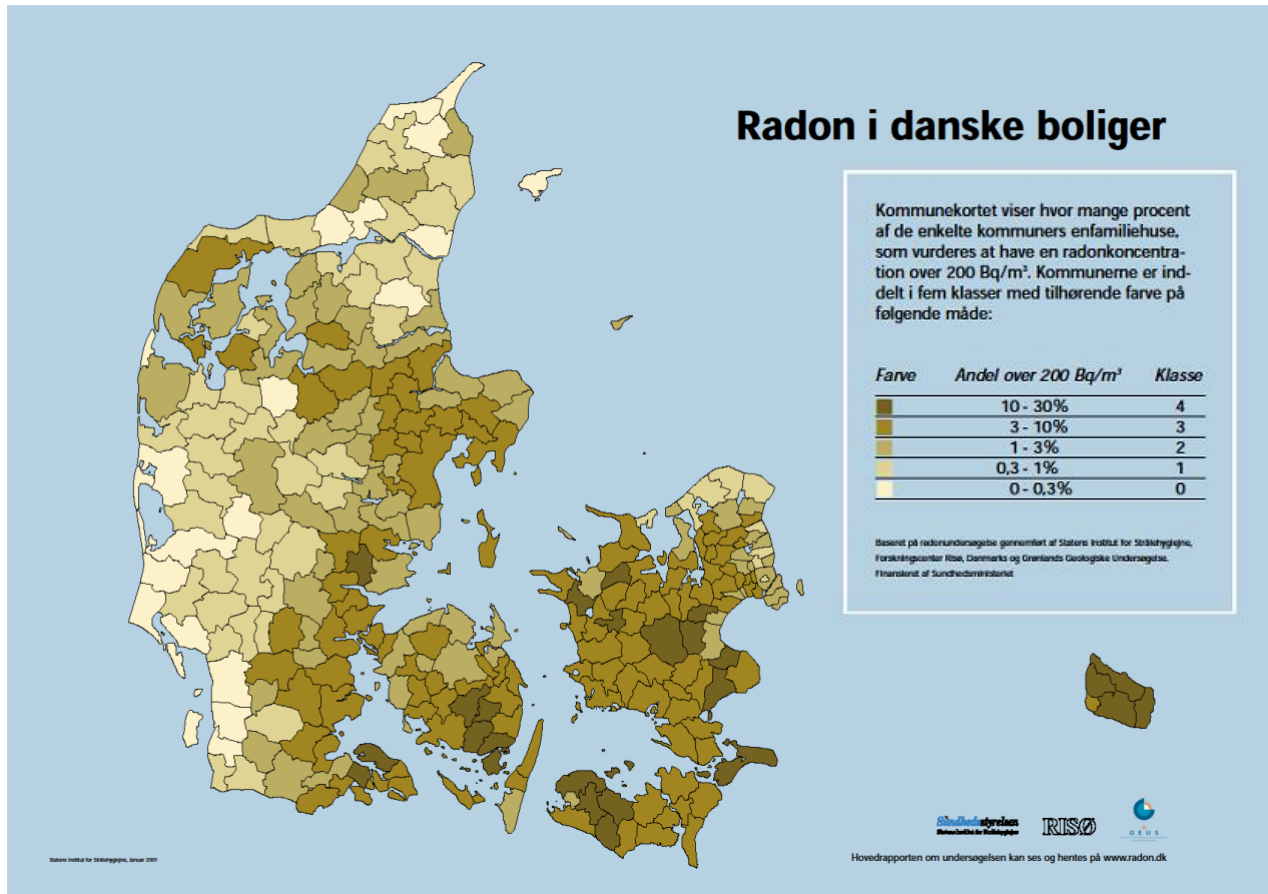 Radon i danske boliger
Kommunekortet viser hvor mange procent
af de enkelte kommuners enfamiliehuse,
som vurderes at have en radonkoncentra-
tion over 200 Bq/m³. Kommunerne er ind-
delt i fem klasser med tilhørende farve på
følgende måde:
Farve Andel over 200 Bq/m³ Klasse
10 - 30% 4
3 - 10% 3
1 - 3% 2
0,3 - 1% 1
0 - 0,3% 0
Baseret på radonundersøgelse gennemført af Statens Institut for Strålehygiejne,
Forskningscenter Risø, Danmarks og Grønlands Geologiske Undersøgelse.
Finansieret af Sundhedsministeriet
Sundhedsstyrelsen
Statens Institut for Strålehygiejne
RISØ
GEUS
Hovedrapporten om undersøgelsen kan ses og hentes på www.radon.dk
Statens Institut for Strålehygiejne, Januar 2001